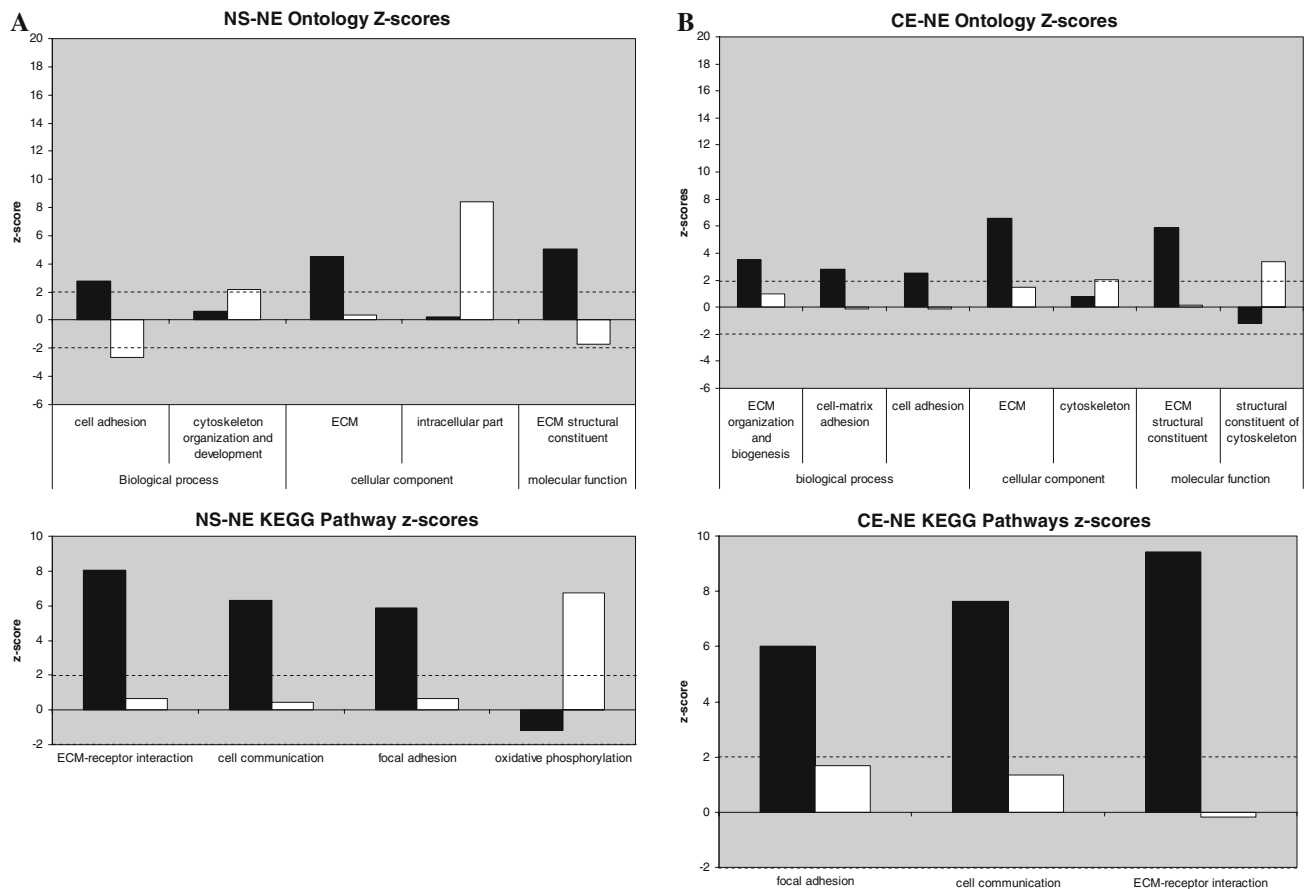 A
NS-NE Ontology Z-scores
20
18
16
14
12
10
8
6
4
2
0
-2
-4
-6
z-score
cell adhesion
cytoskeleton
organization and
development
ECM
intracellular part
ECM structural
constituent
Biological process
cellular component
molecular function
B
CE-NE Ontology Z-scores
20
18
16
14
12
10
8
6
4
2
0
-2
-4
-6
z-scores
ECM
organization
and
biogenesis
cell-matrix
adhesion
cell adhesion
ECM
cytoskeleton
ECM
structural
constituent
structural
constituent of
cytoskeleton
biological process
cellular component
molecular function
NS-NE KEGG Pathway z-scores
10
8
6
4
2
0
-2
z-score
ECM-receptor interaction
cell communication
focal adhesion
oxidative phosphorylation
CE-NE KEGG Pathways z-scores
10
8
6
4
2
0
-2
z-score
focal adhesion
cell communication
ECM-receptor interaction